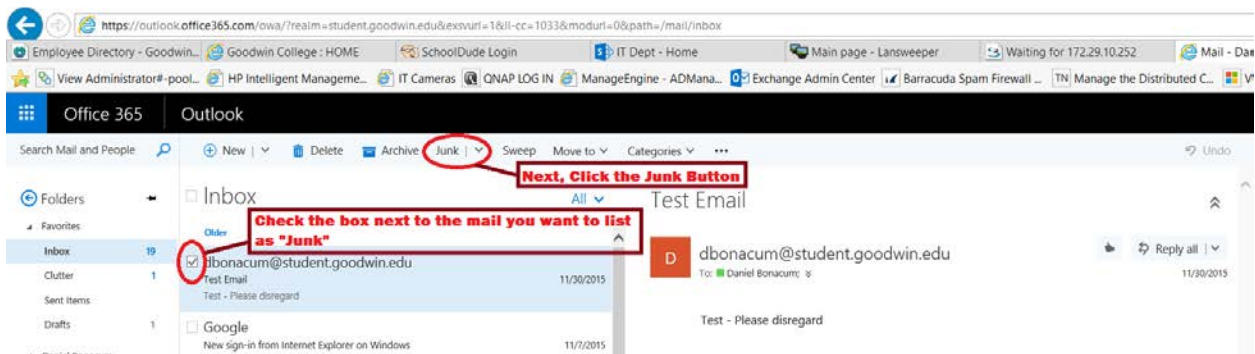 https://outlook.office365.com/owa/?realm=student.goodwin.edu&exsvurl=1&ll-cc=1033&modurl=0&path=/mail/inbox
Employee Directory - Goodwin... Goodwin College : HOME SchoolDude Login IT Dept - Home Main page - Lansweeper Waiting for 172.29.10.252 Mail - Dan
View Administrator#-pool... HP Intelligent Manageme... IT Cameras QNAP LOG IN ManageEngine - ADMana... Exchange Admin Center Barracuda Spam Firewall ... TN Manage the Distributed C...
Office 365 Outlook
Search Mail and People New | Delete Archive Junk | Sweep Move to Categories ••• Undo
Next, Click the Junk Button
Folders Inbox All Test Email
Favorites Older Check the box next to the mail you want to list
as "Junk"
Inbox 19 dbonacum@student.goodwin.edu D dbonacum@student.goodwin.edu Reply all |
Clutter 1 Test Email 11/30/2015 To: Daniel Bonacum; 11/30/2015
Sent Items Test - Please disregard
Drafts 1 Google Test - Please disregard
New sign-in from Internet Explorer on Windows 11/7/2015